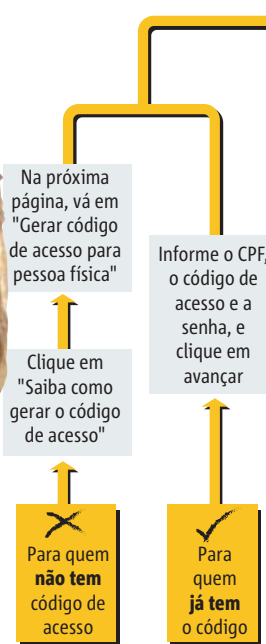 Na próxima
página, vá em
"Gerar código
de acesso para
pessoa física"
Clique em
"Saiba como
gerar o código
de acesso"
Para quem
não tem
código de
acesso
Informe o CPF,
o código de
acesso e a
senha, e
clique em
avançar
Para
quem
já tem
o código